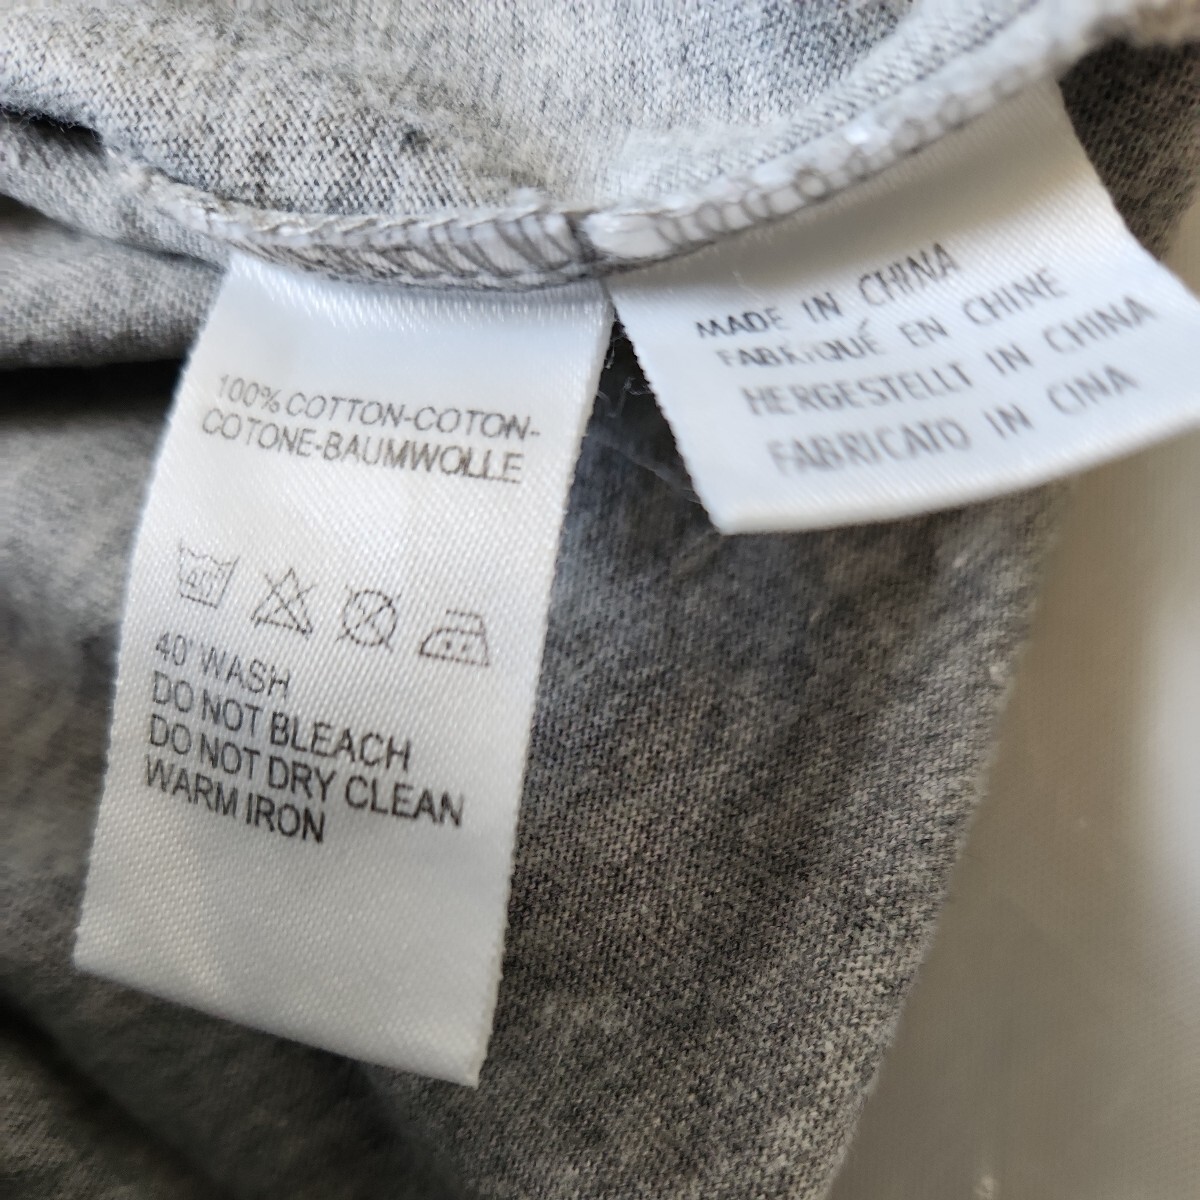 100% COTTON-COTON-
COTONE-BAUMWOLLE
40
40° WASH
DO NOT BLEACH
DO NOT DRY CLEAN
WARM IRON
MADE IN CHINA
FABRIQUÉ EN CHINE
HERGESTELLT IN CHINA
FABRICATO IN CINA